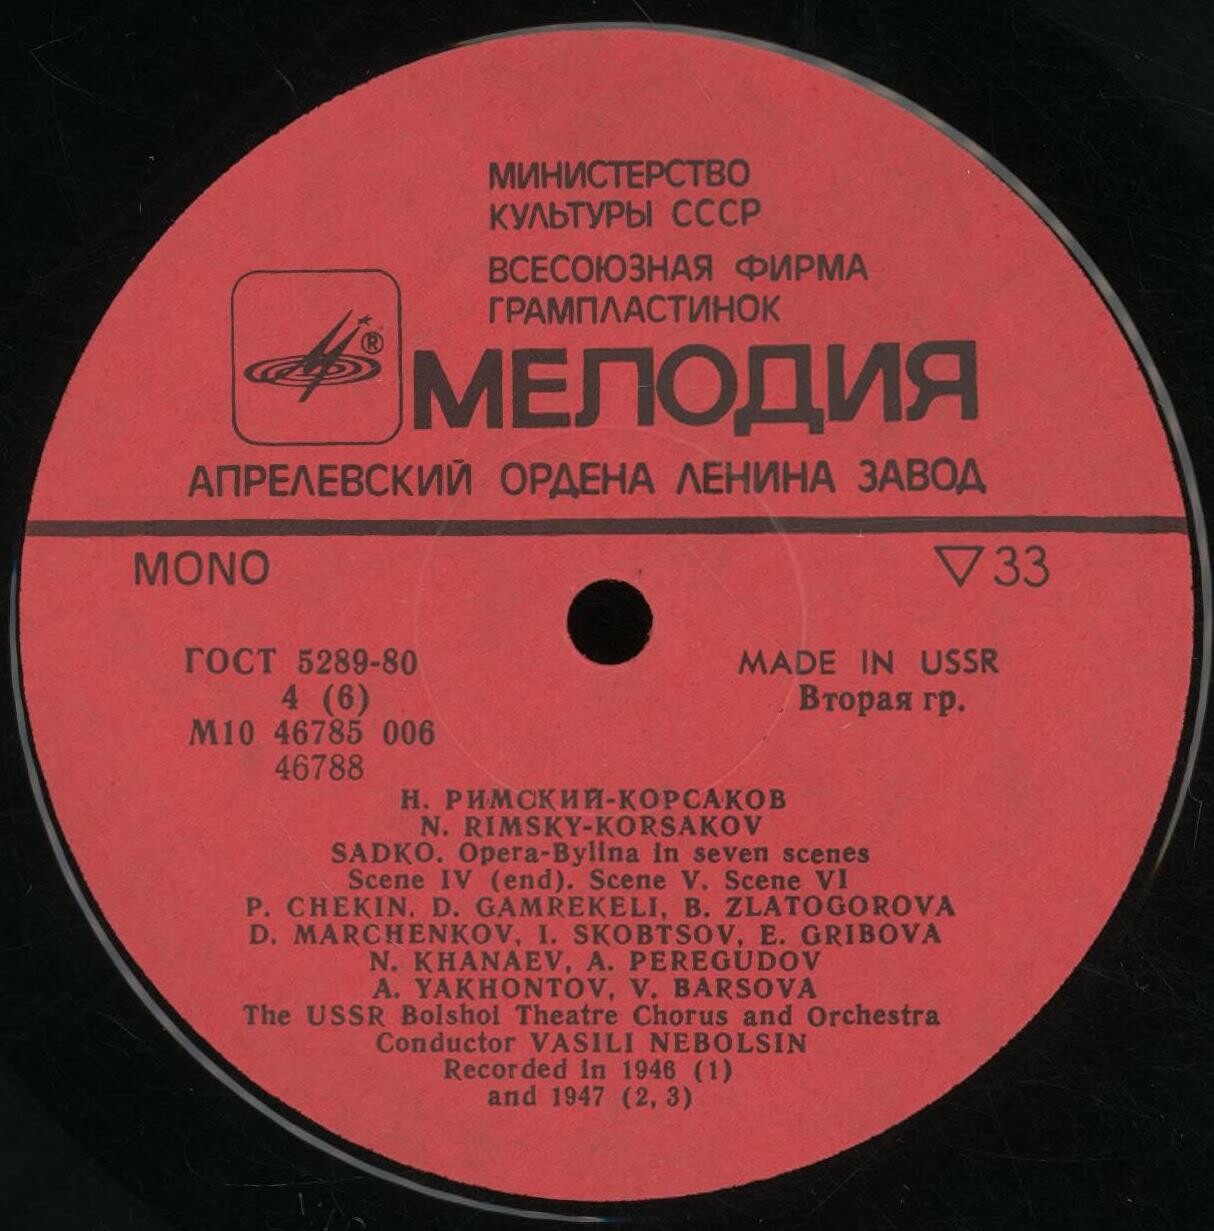 МИНИСТЕРСТВО
КУЛЬТУРЫ СССР
ВСЕСОЮЗНАЯ ФИРМА
ГРАМПЛАСТИНОК
®
МЕЛОДИЯ
АПРЕЛЕВСКИЙ ОРДЕНА ЛЕНИНА ЗАВОД
MONO
▽33
ГОСТ 5289-80
4 (6)
М10 46785 006
46788
MADE IN USSR
Вторая гр.
Н. РИМСКИЙ-КОРСАКОВ
N. RIMSKY-KORSAKOV
SADKO. Opera-Bylina in seven scenes
Scene IV (end). Scene V. Scene VI
P. CHEKIN, D. GAMREKELI, B. ZLATOGOROVA
D. MARCHENKOV, I. SKOBTSOV, E. GRIBOVA
N. KHANAEV, A. PEREGUDOV
A. YAKHONTOV, V. BARSOVA
The USSR Bolshoi Theatre Chorus and Orchestra
Conductor VASILI NEBOLSIN
Recorded in 1946 (1)
and 1947 (2, 3)